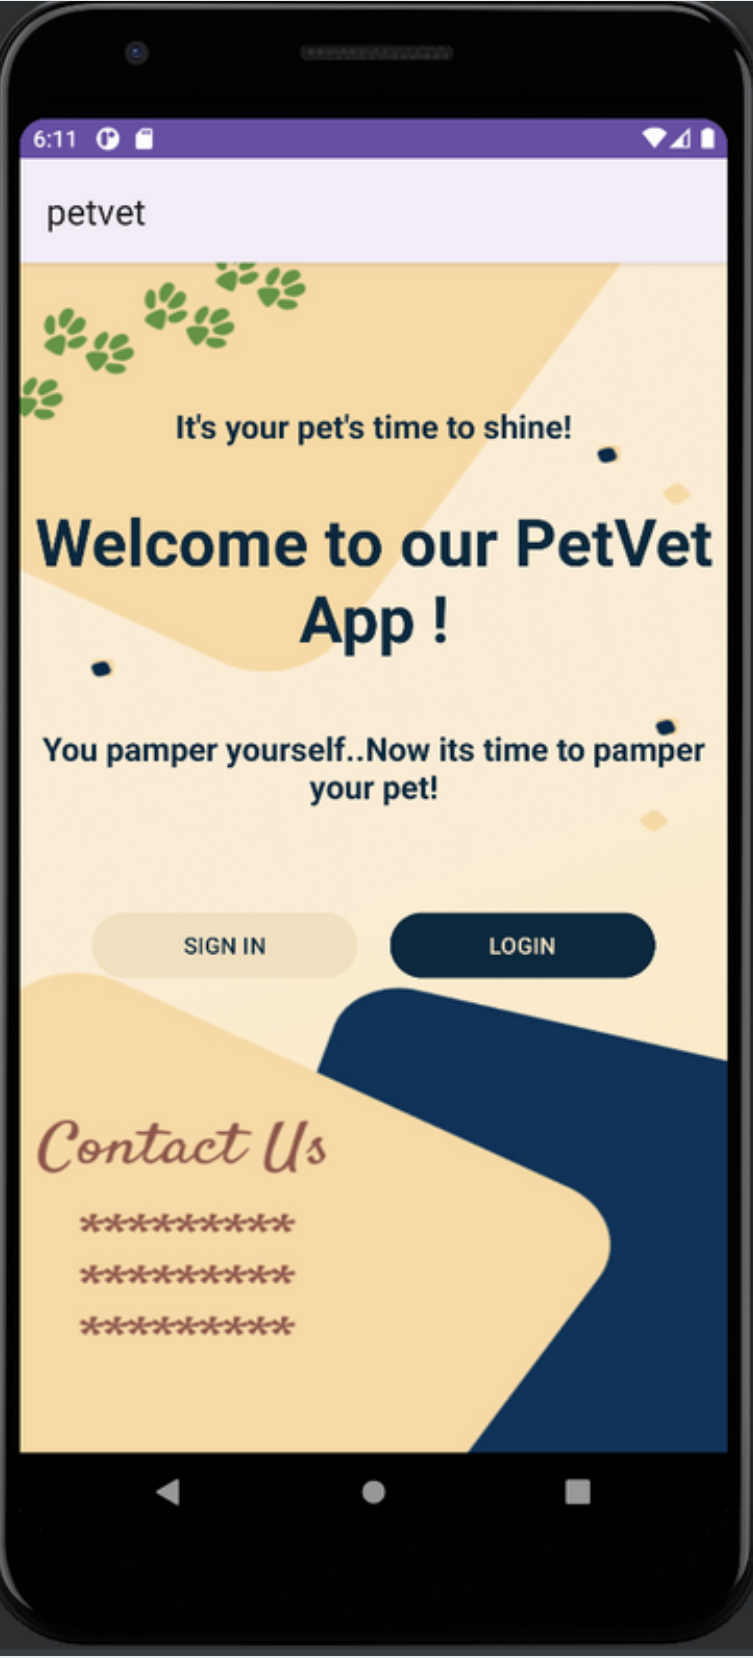 6:11
petvet
It's your pet's time to shine!
Welcome to our PetVet
App !
You pamper yourself..Now its time to pamper
your pet!
SIGN IN
LOGIN
Contact Us
*********
*********
*********